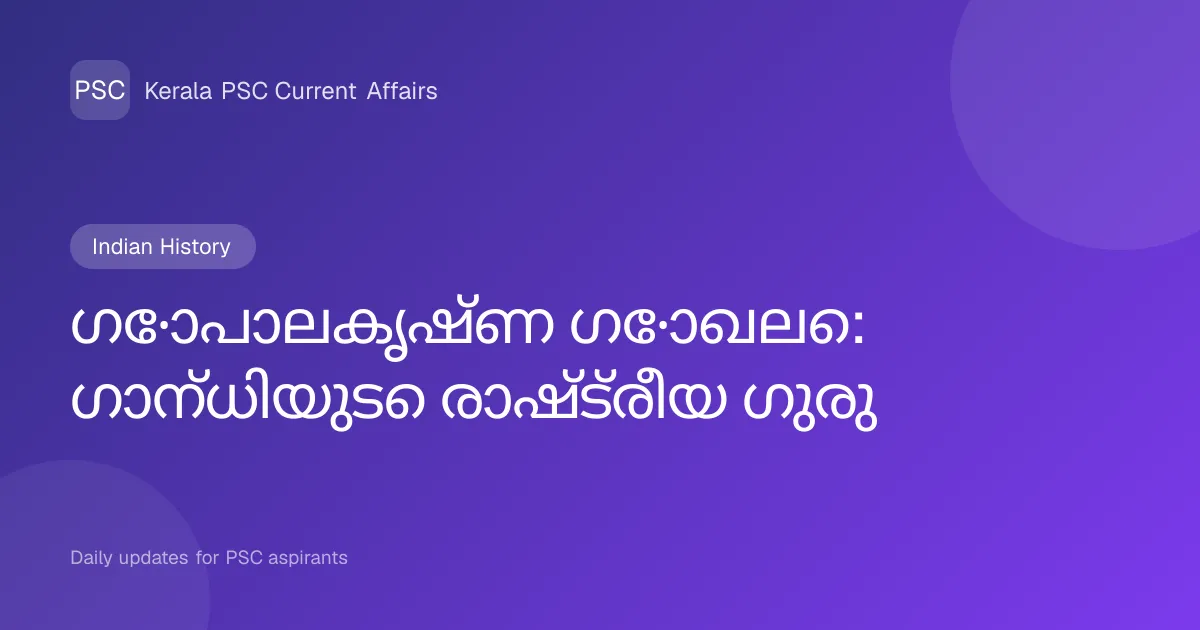 PSC
Kerala PSC Current Affairs
Indian History
ഗോപാലകൃഷ്ണ ഗോഖലെ:
ഗാന്ധിയുടെ രാഷ്ട്രീയ ഗുരു
Daily updates for PSC aspirants